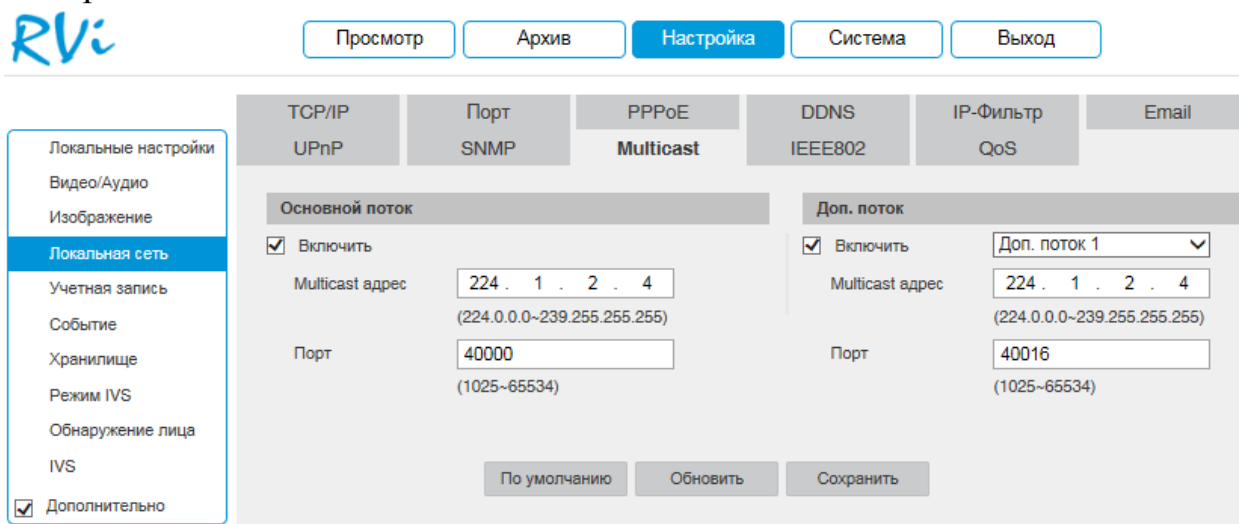 RVi
Просмотр Архив Настройка Система Выход
TCP/IP Порт PPPoE DDNS IP-Фильтр Email
UPnP SNMP Multicast IEEE802 QoS
Локальные настройки
Видео/Аудио
Изображение
Локальная сеть
Учетная запись
Событие
Хранилище
Режим IVS
Обнаружение лица
IVS
Дополнительно
Основной поток
Включить
Multicast адрес 224 . 1 . 2 . 4
(224.0.0.0~239.255.255.255)
Порт 40000
(1025~65534)
Доп. поток
Включить Доп. поток 1
Multicast адрес 224 . 1 . 2 . 4
(224.0.0.0~239.255.255.255)
Порт 40016
(1025~65534)
По умолчанию Обновить Сохранить